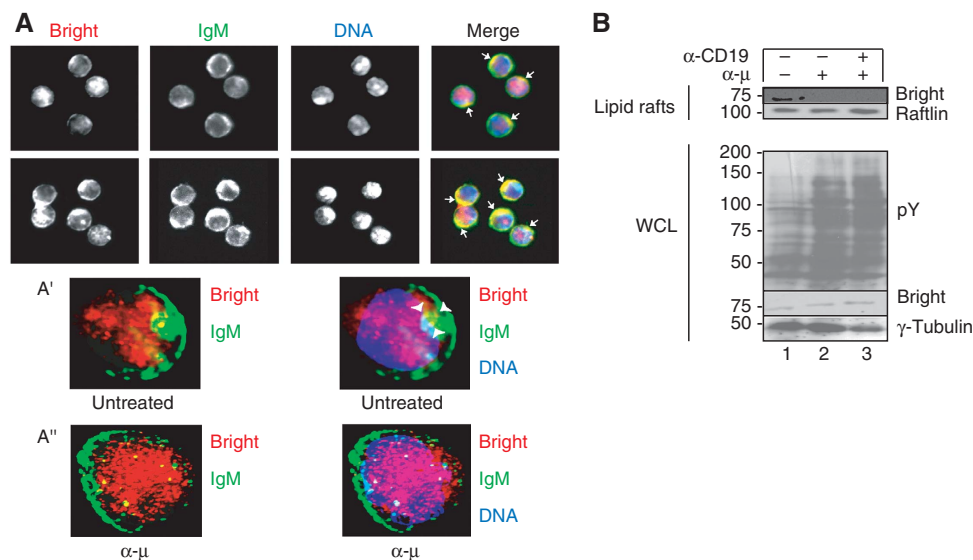 A
Bright IgM DNA Merge
A'
Bright
IgM
Untreated
Bright
IgM
DNA
Untreated
A"
Bright
IgM
α-μ
Bright
IgM
DNA
α-μ
B
α-CD19 – – +
α-μ – + +
Lipid rafts
75 - Bright
100 - Raftlin
WCL
200 -
150 -
100 -
50 -
pY
75 - Bright
50 - γ-Tubulin
1 2 3